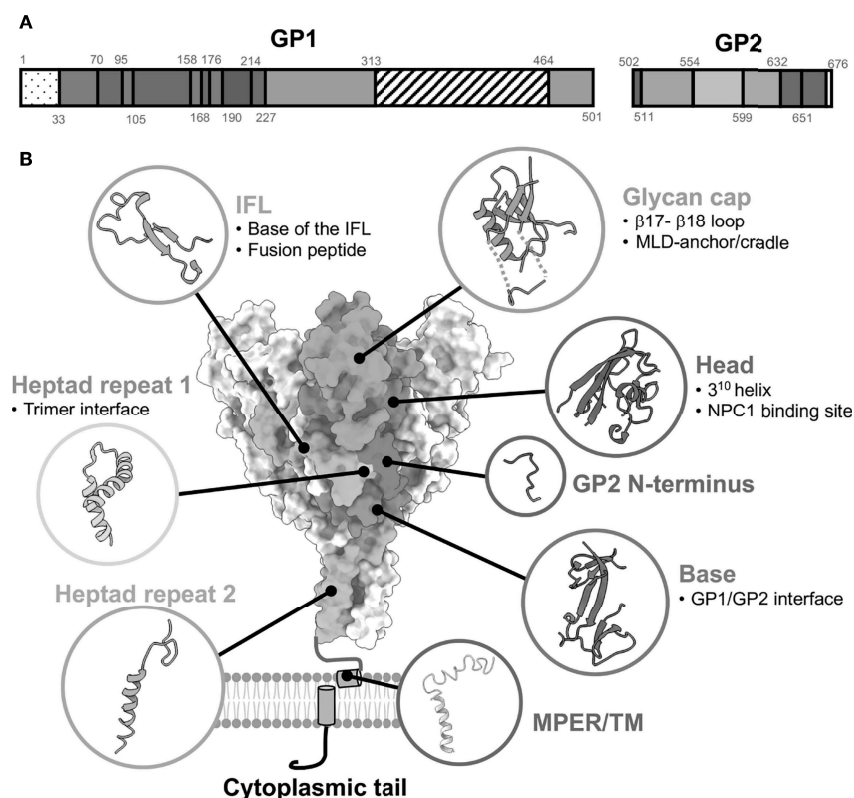 A
GP1
GP2
1 70 95 158 176 214 313 464
502 554 632 676
33 105 168 190 227 501
511 599 651
B
IFL
• Base of the IFL
• Fusion peptide
Glycan cap
• β17- β18 loop
• MLD-anchor/cradle
Heptad repeat 1
• Trimer interface
Head
• 3¹⁰ helix
• NPC1 binding site
GP2 N-terminus
Heptad repeat 2
Base
• GP1/GP2 interface
MPER/TM
Cytoplasmic tail